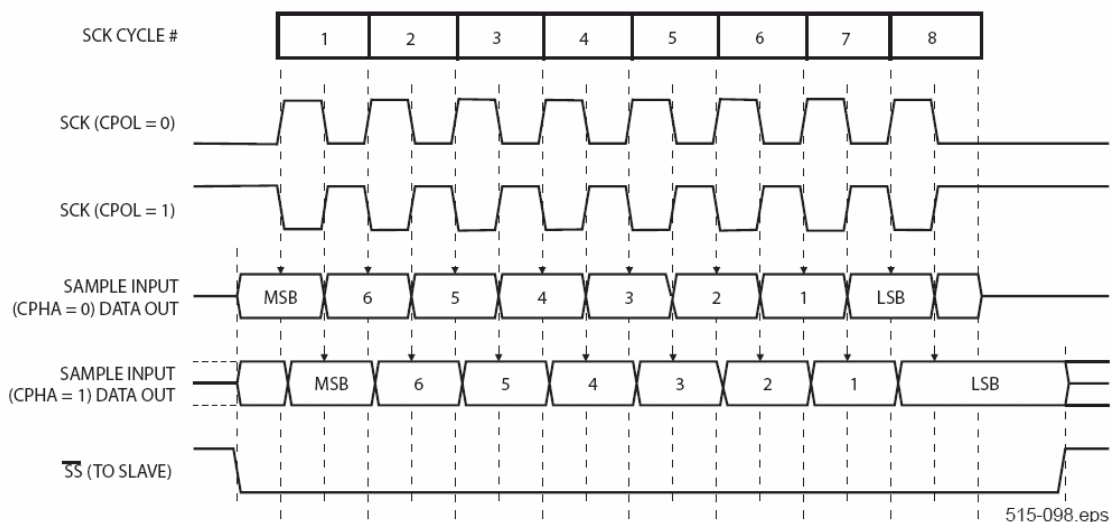 SCK CYCLE # 1 2 3 4 5 6 7 8
SCK (CPOL = 0)
SCK (CPOL = 1)
SAMPLE INPUT
(CPHA = 0) DATA OUT
MSB 6 5 4 3 2 1 LSB
SAMPLE INPUT
(CPHA = 1) DATA OUT
MSB 6 5 4 3 2 1 LSB
SS (TO SLAVE)
515-098.eps